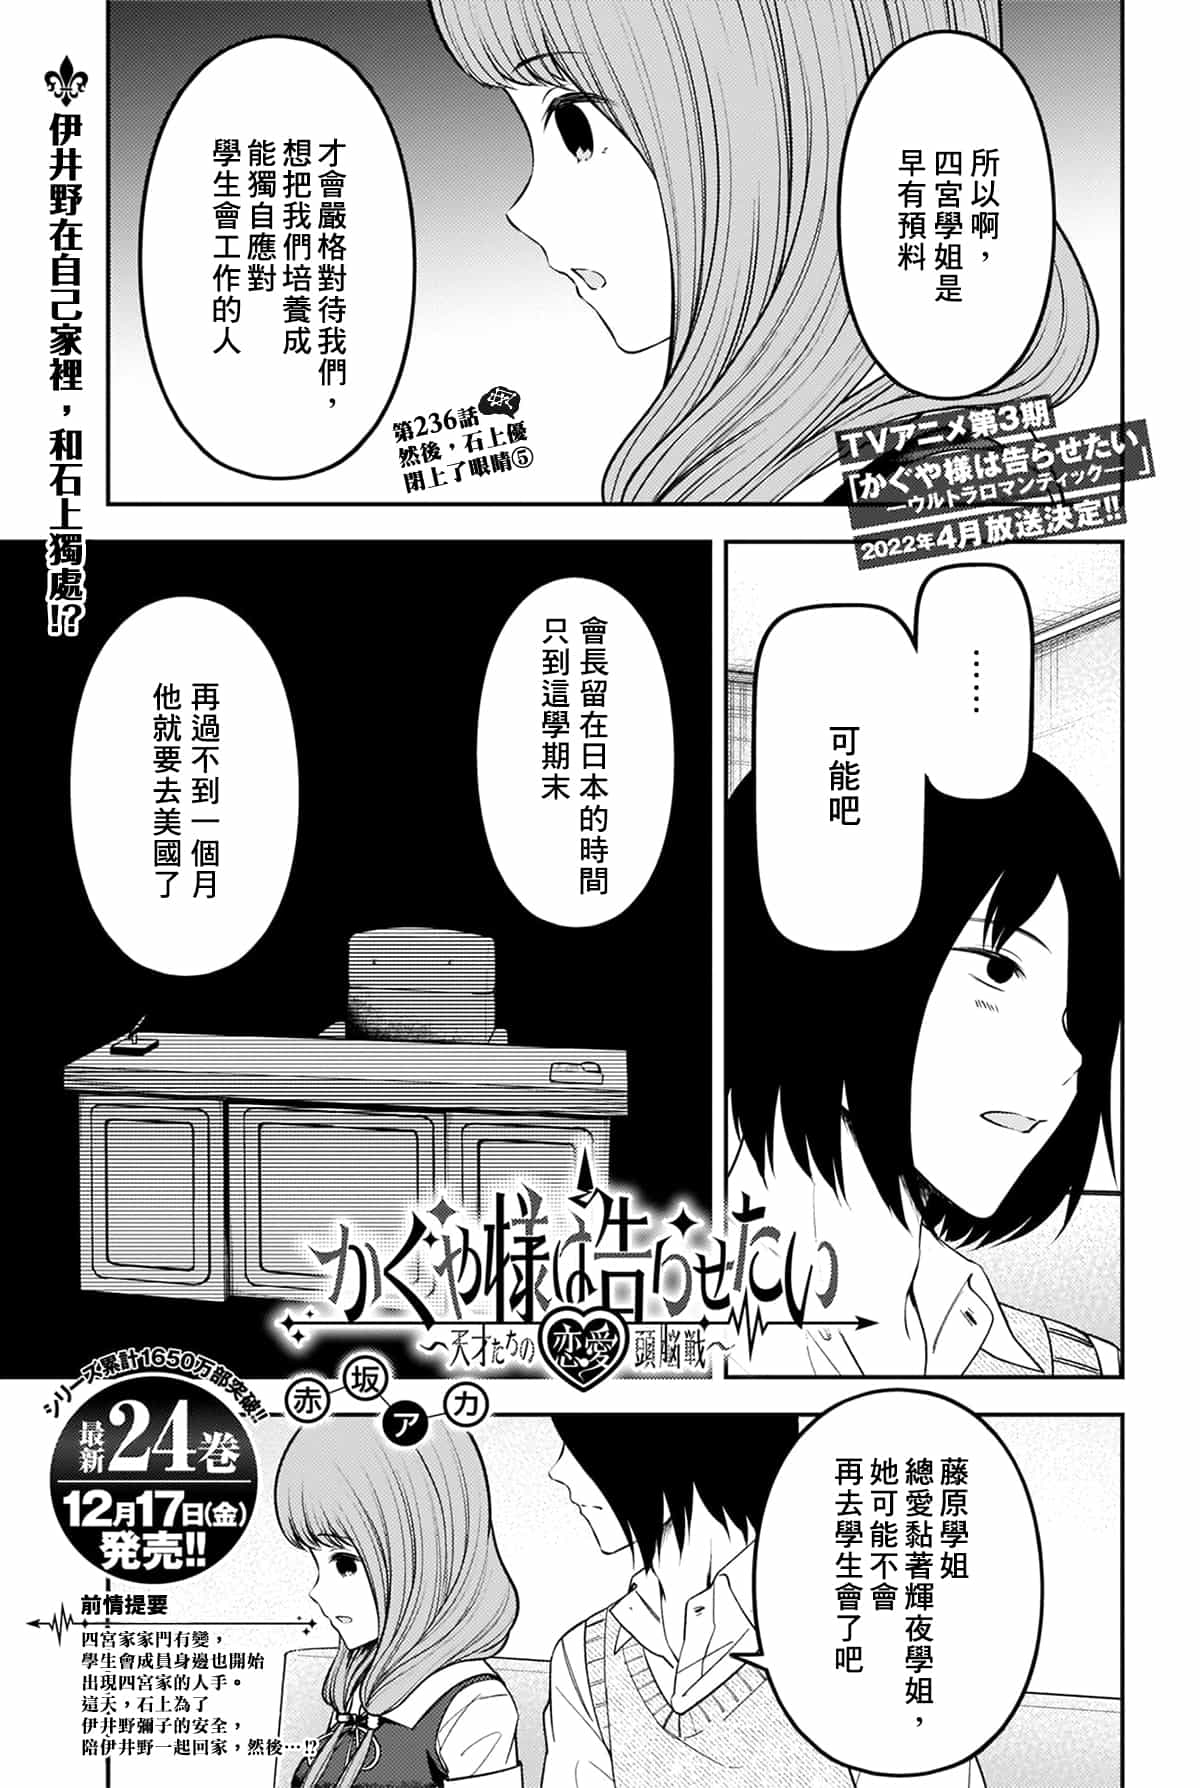 伊井野在自己家裡，和石上獨處!?
所以啊，
四宮學姐是
早有預料
才會嚴格對待我們，
想把我們培養成
能獨自應對
學生會工作的人
第236話
然後，石上優
閉上了眼睛⑤
TVアニメ第3期
「かぐや様は告らせたい
―ウルトラロマンティック―」
2022年4月放送決定!!
……
可能吧
會長留在日本的時間
只到這學期末
再過不到一個月
他就要去美國了
かぐや様は告らせたい
～天才たちの恋愛頭脳戦～
赤坂アカ
藤原學姐
總愛黏著輝夜學姐，
她可能不會
再去學生會了吧
シリーズ累計1650万部突破!!
最新24巻
12月17日(金)
発売!!
前情提要
四宮家家門有變，
學生會成員身邊也開始
出現四宮家的人手。
這天，石上為了
伊井野彌子的安全，
陪伊井野一起回家，然後…!?